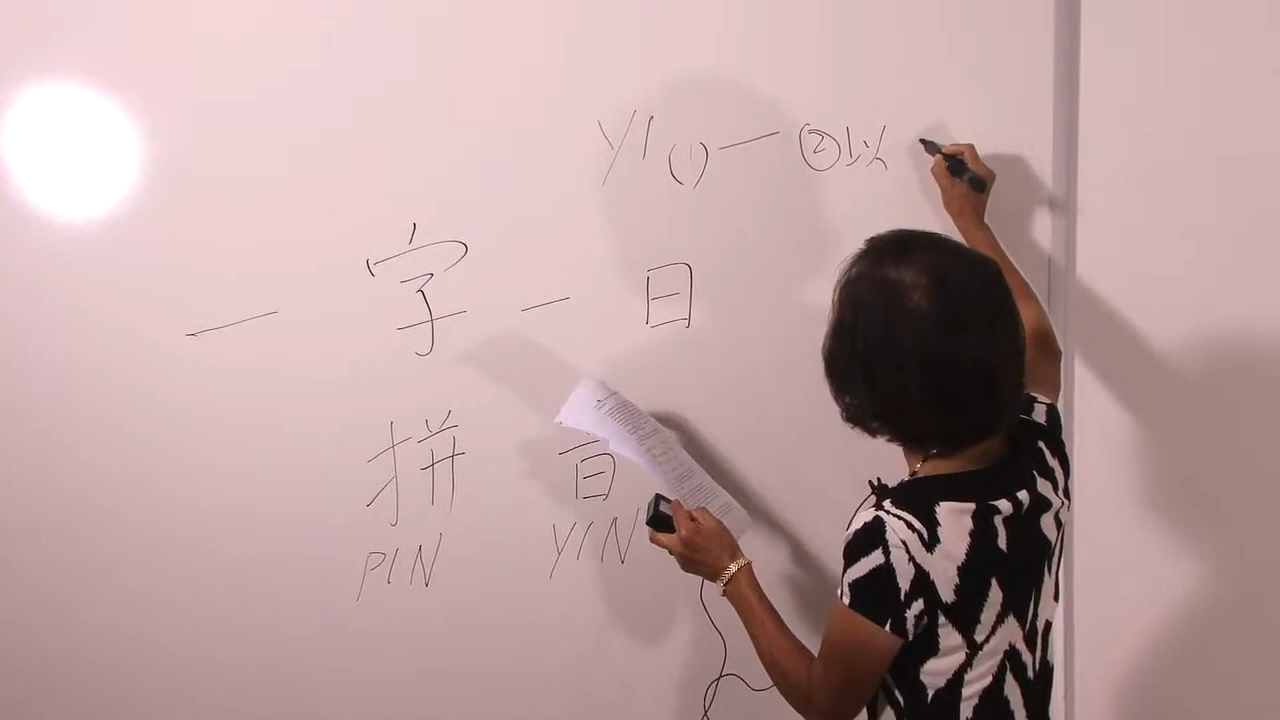 YI (1) 一 ② 以
一 字 一 日
拼 音
PIN YIN